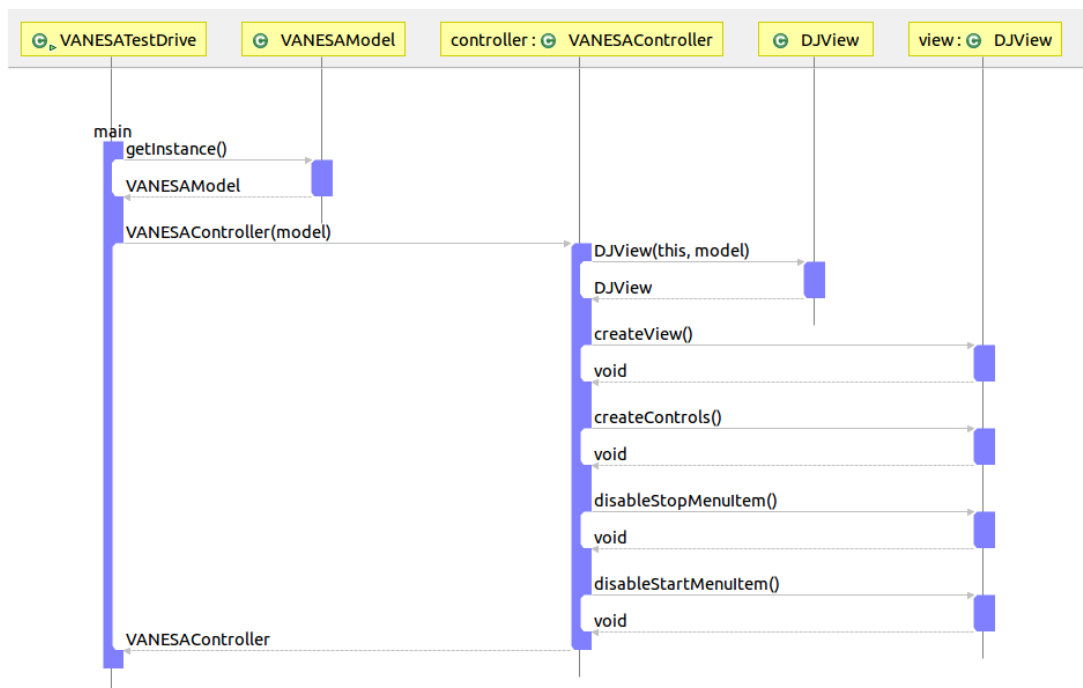 VANESATestDrive
VANESAModel
controller: VANESAController
DJView
view: DJView
main
getInstance()
VANESAModel
VANESAController(model)
DJView(this, model)
DJView
createView()
void
createControls()
void
disableStopMenuItem()
void
disableStartMenuItem()
void
VANESAController